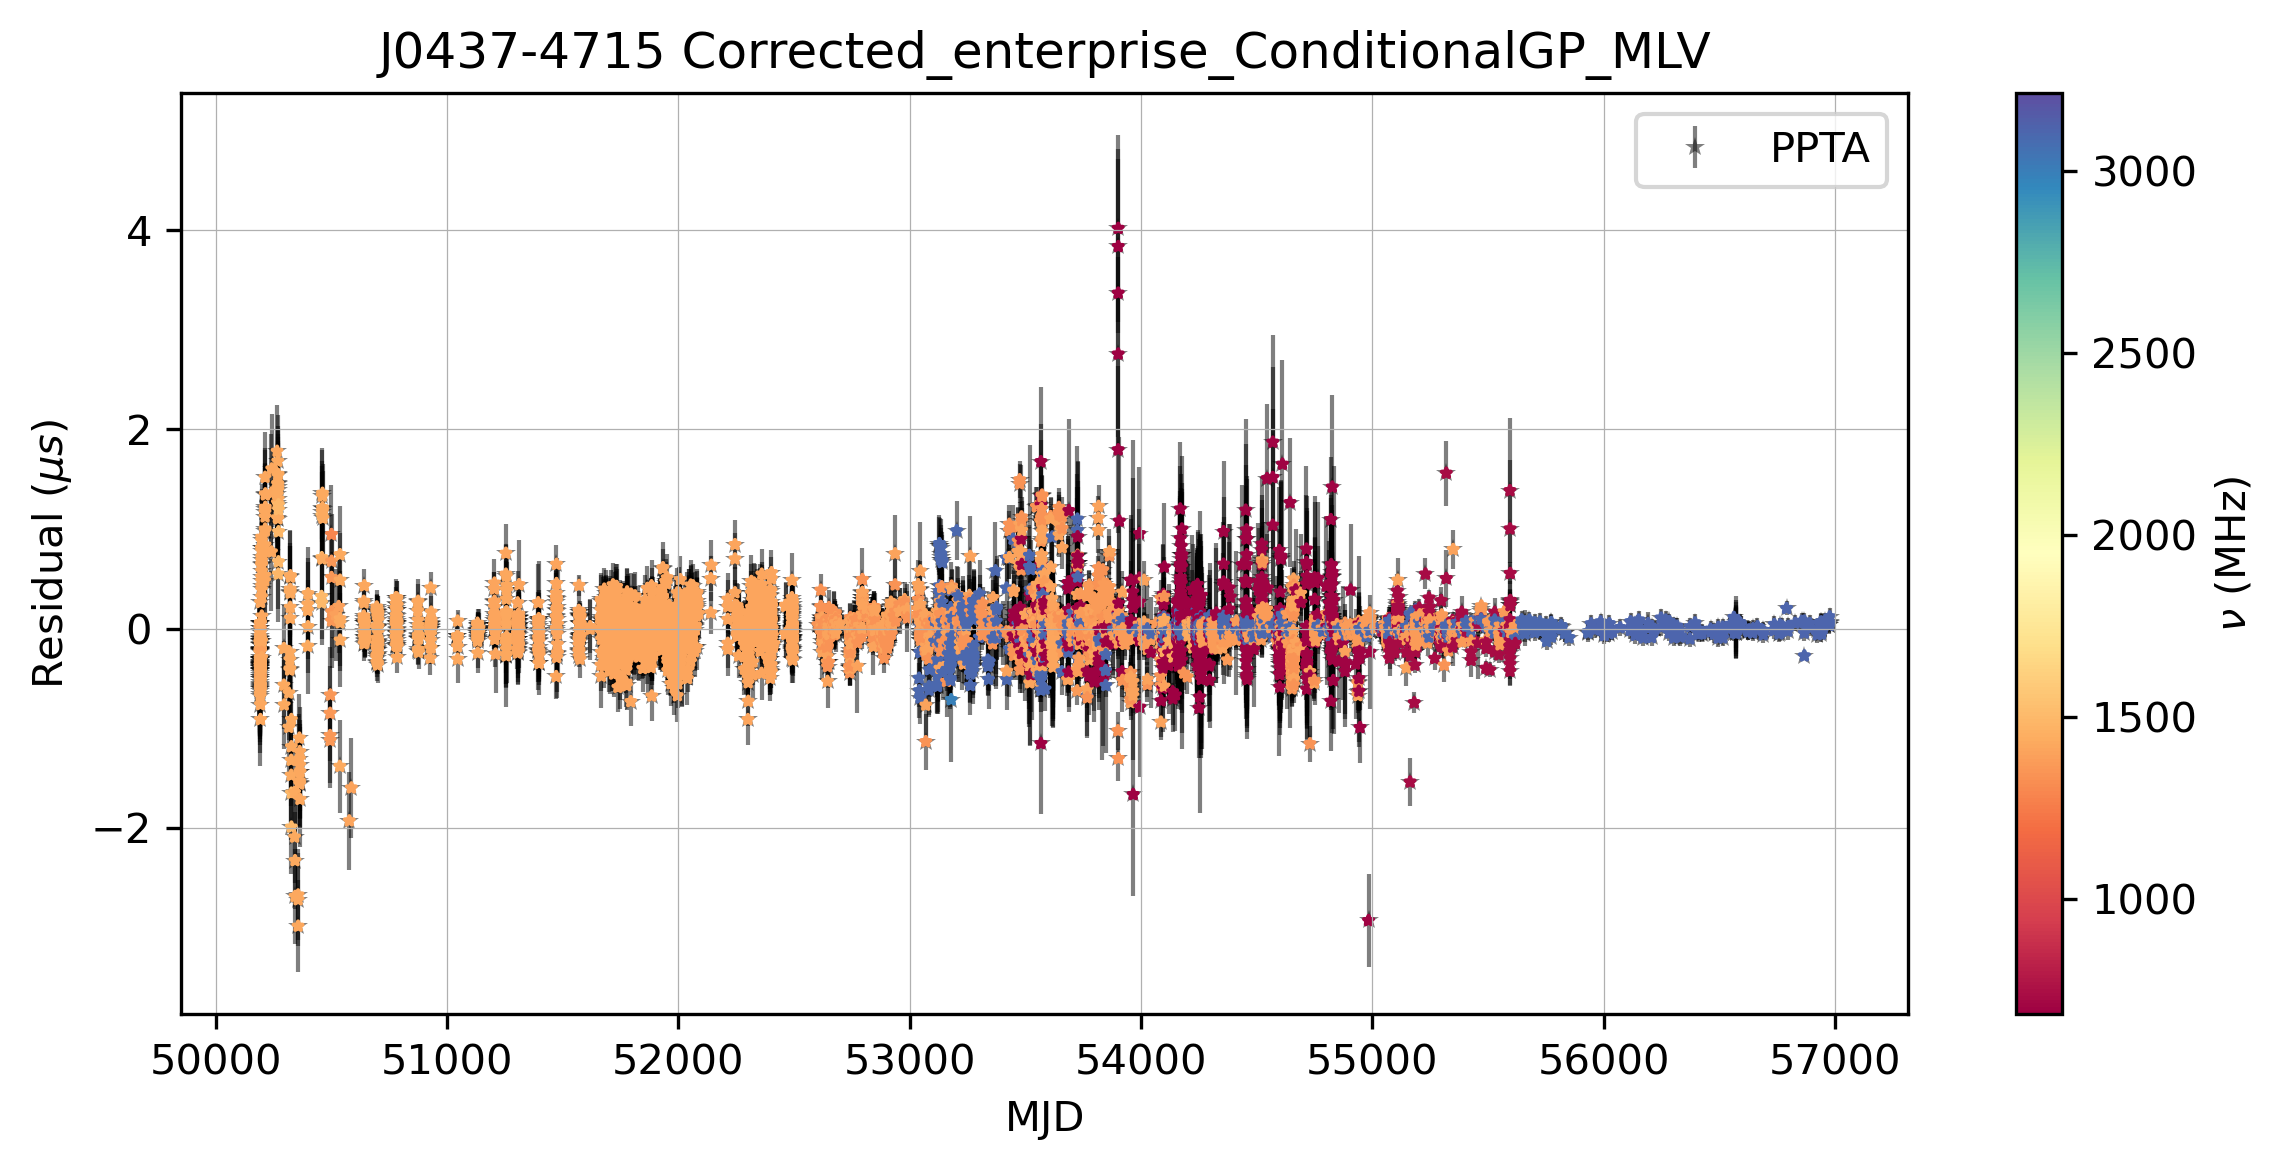 J0437-4715 Corrected_enterprise_ConditionalGP_MLV
PPTA
Residual (μs)
4
2
0
−2
50000 51000 52000 53000 54000 55000 56000 57000
MJD
3000
2500
2000
1500
1000
ν (MHz)